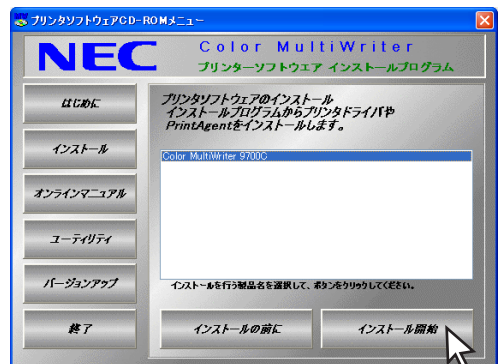 プリンタソフトウェアCD-ROMメニュー
NEC
Color MultiWriter
プリンターソフトウエア インストールプログラム
はじめに
インストール
オンラインマニュアル
ユーティリティ
バージョンアップ
終了
プリンタソフトウェアのインストール
インストールプログラムからプリンタドライバや
PrintAgentをインストールします。
Color MultiWriter 9700C
インストールを行う製品名を選択して、ボタンをクリックしてください。
インストールの前に
インストール開始